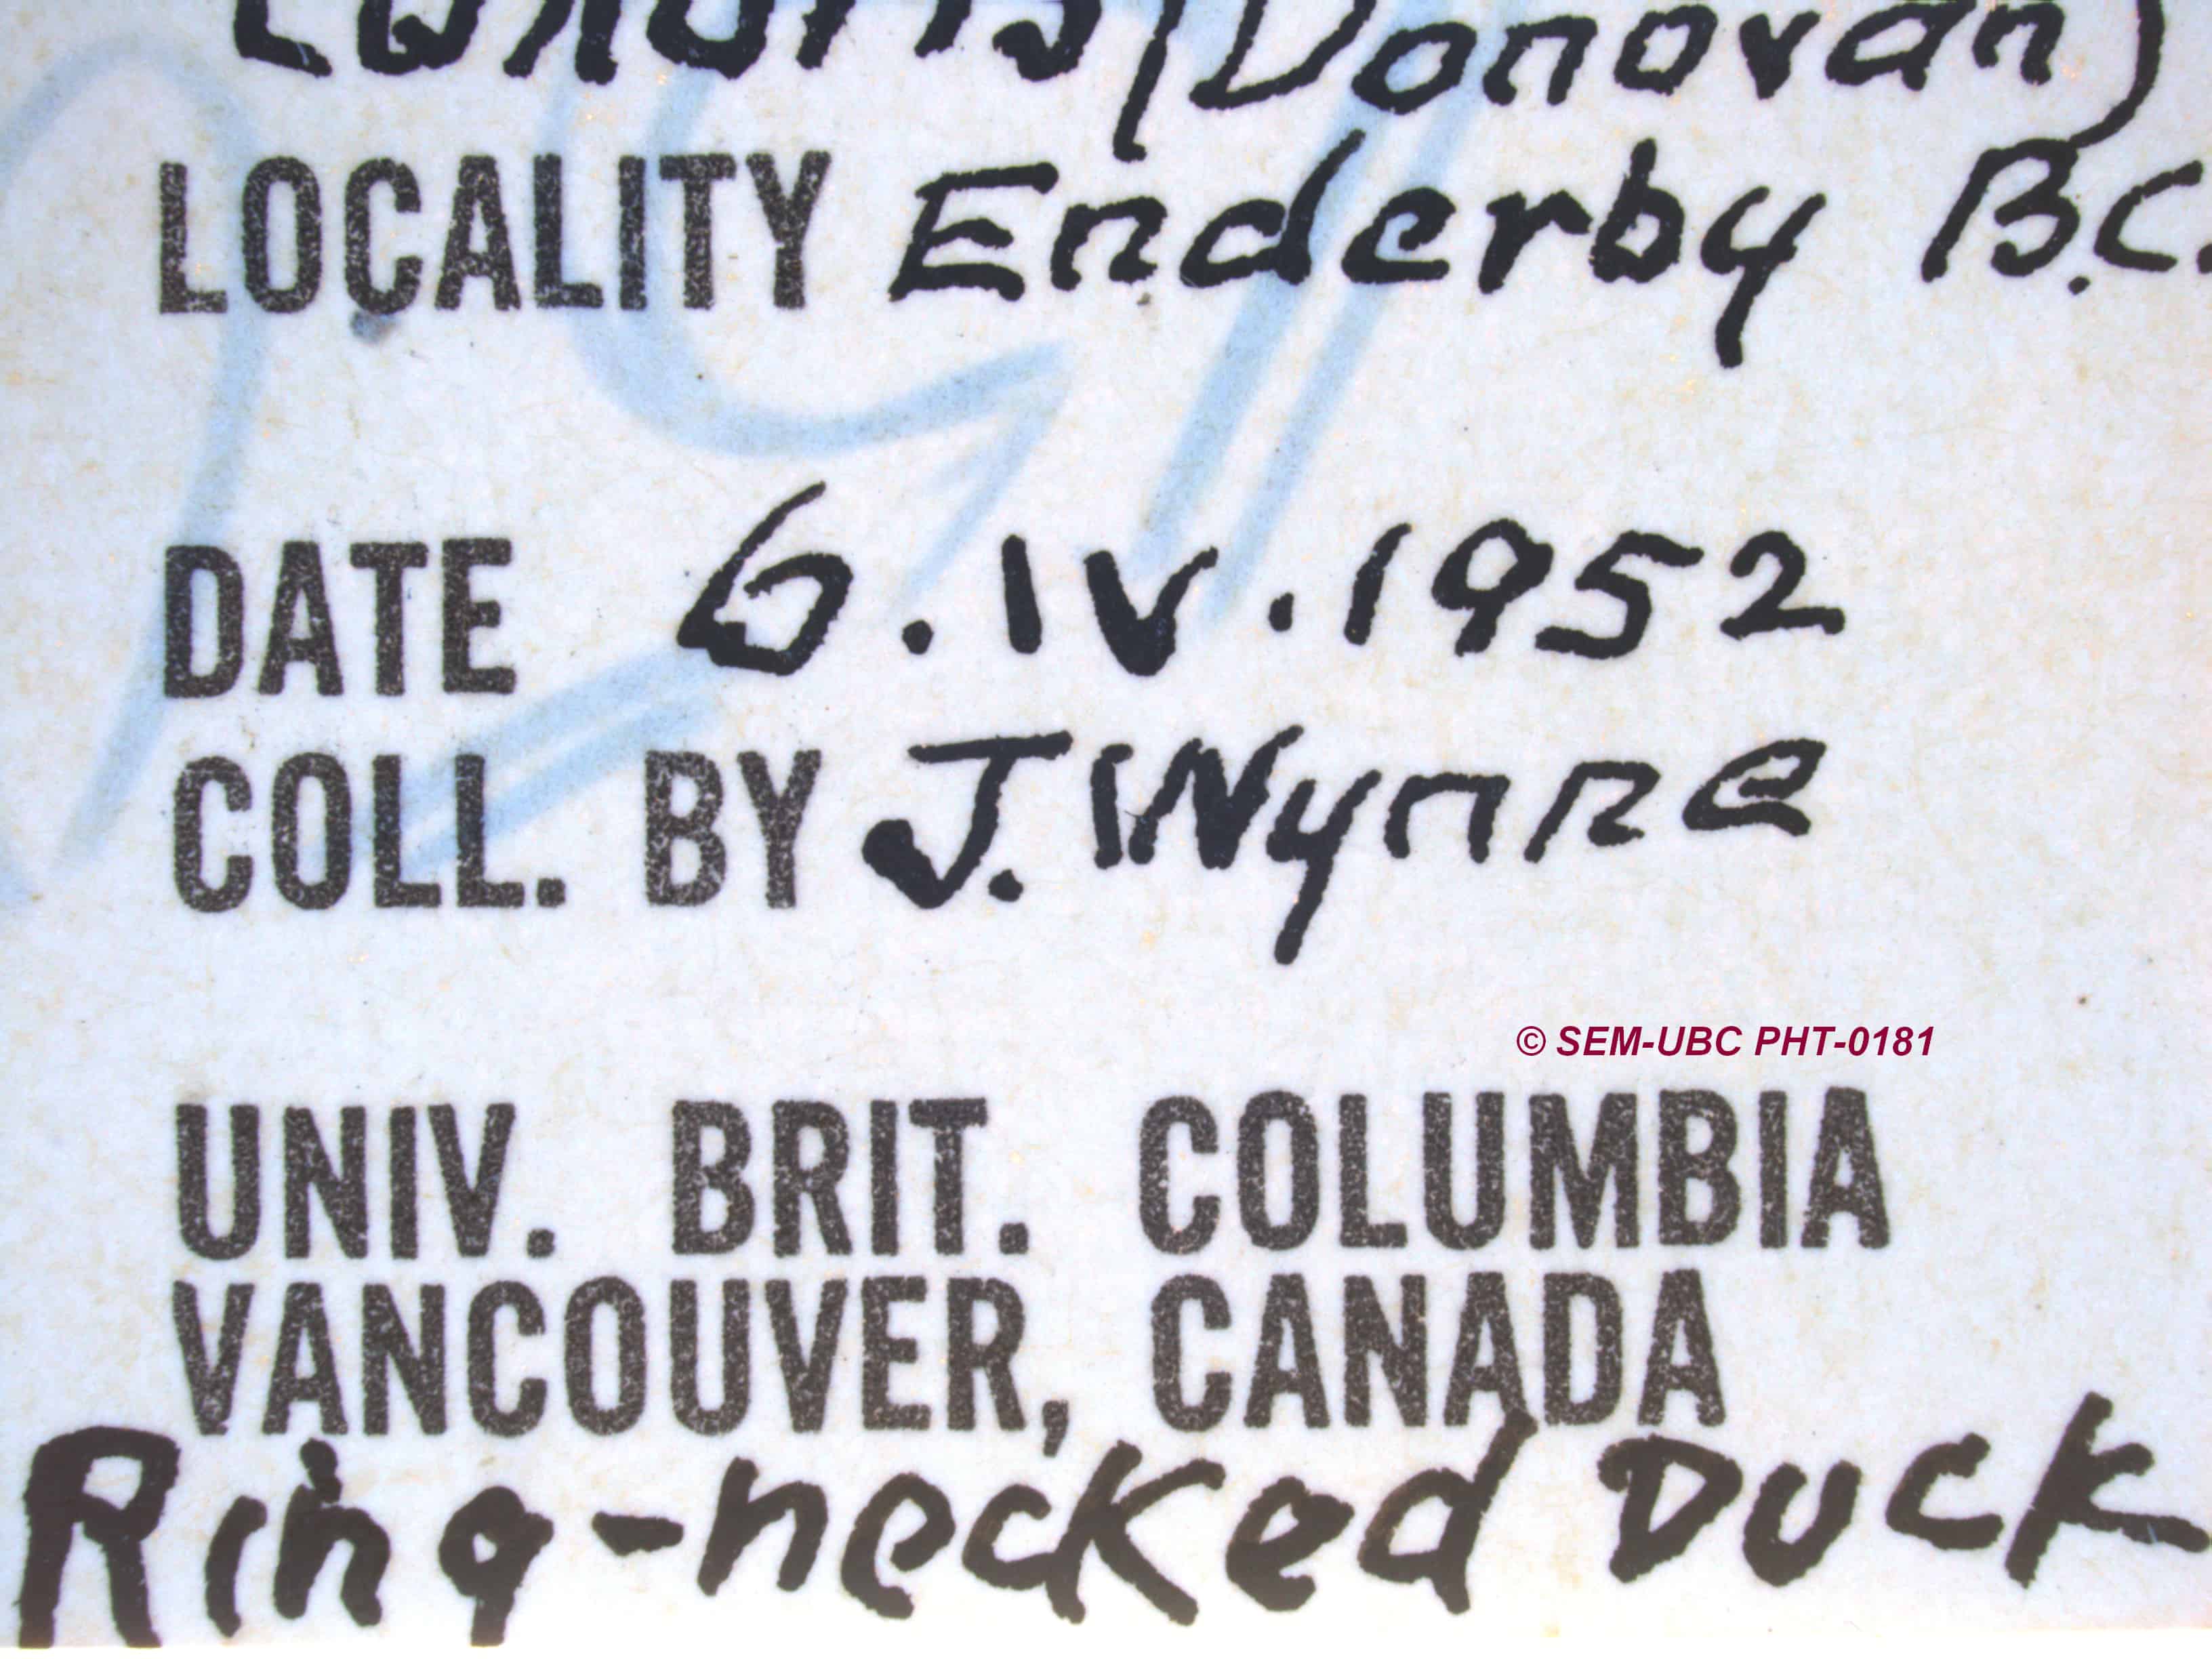 (Donovan)
LOCALITY Enderby B.C.
DATE 6.IV.1952
COLL. BY J. Wynne
© SEM-UBC PHT-0181
UNIV. BRIT. COLUMBIA
VANCOUVER, CANADA
Ring-necked Duck